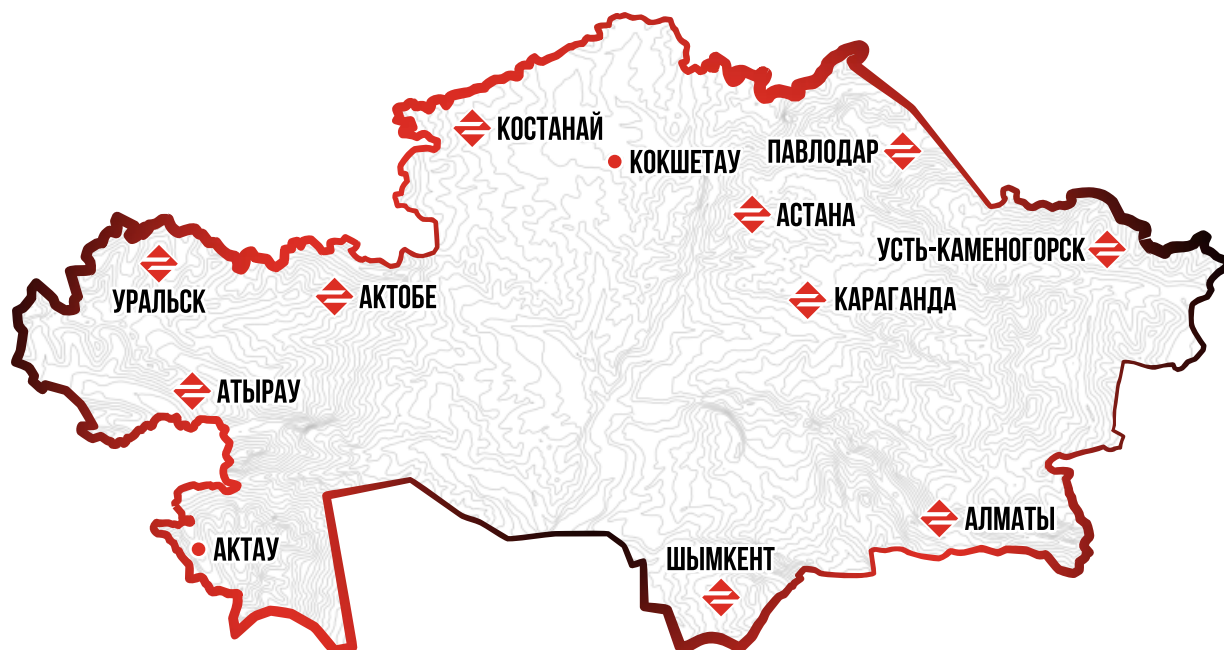 КОСТАНАЙ
КОКШЕТАУ
ПАВЛОДАР
АСТАНА
УСТЬ-КАМЕНОГОРСК
УРАЛЬСК
АКТОБЕ
КАРАГАНДА
АТЫРАУ
АЛМАТЫ
АКТАУ
ШЫМКЕНТ